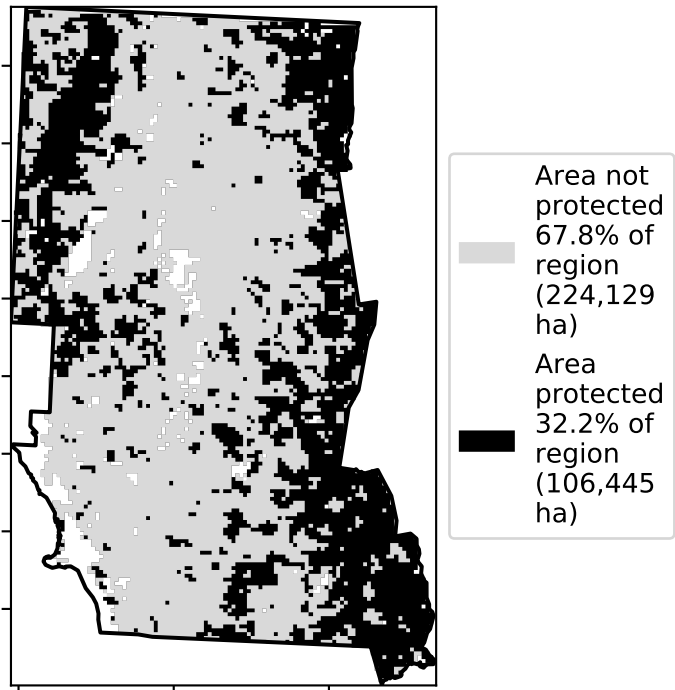 Area not
protected
67.8% of
region
(224,129
ha)
Area
protected
32.2% of
region
(106,445
ha)